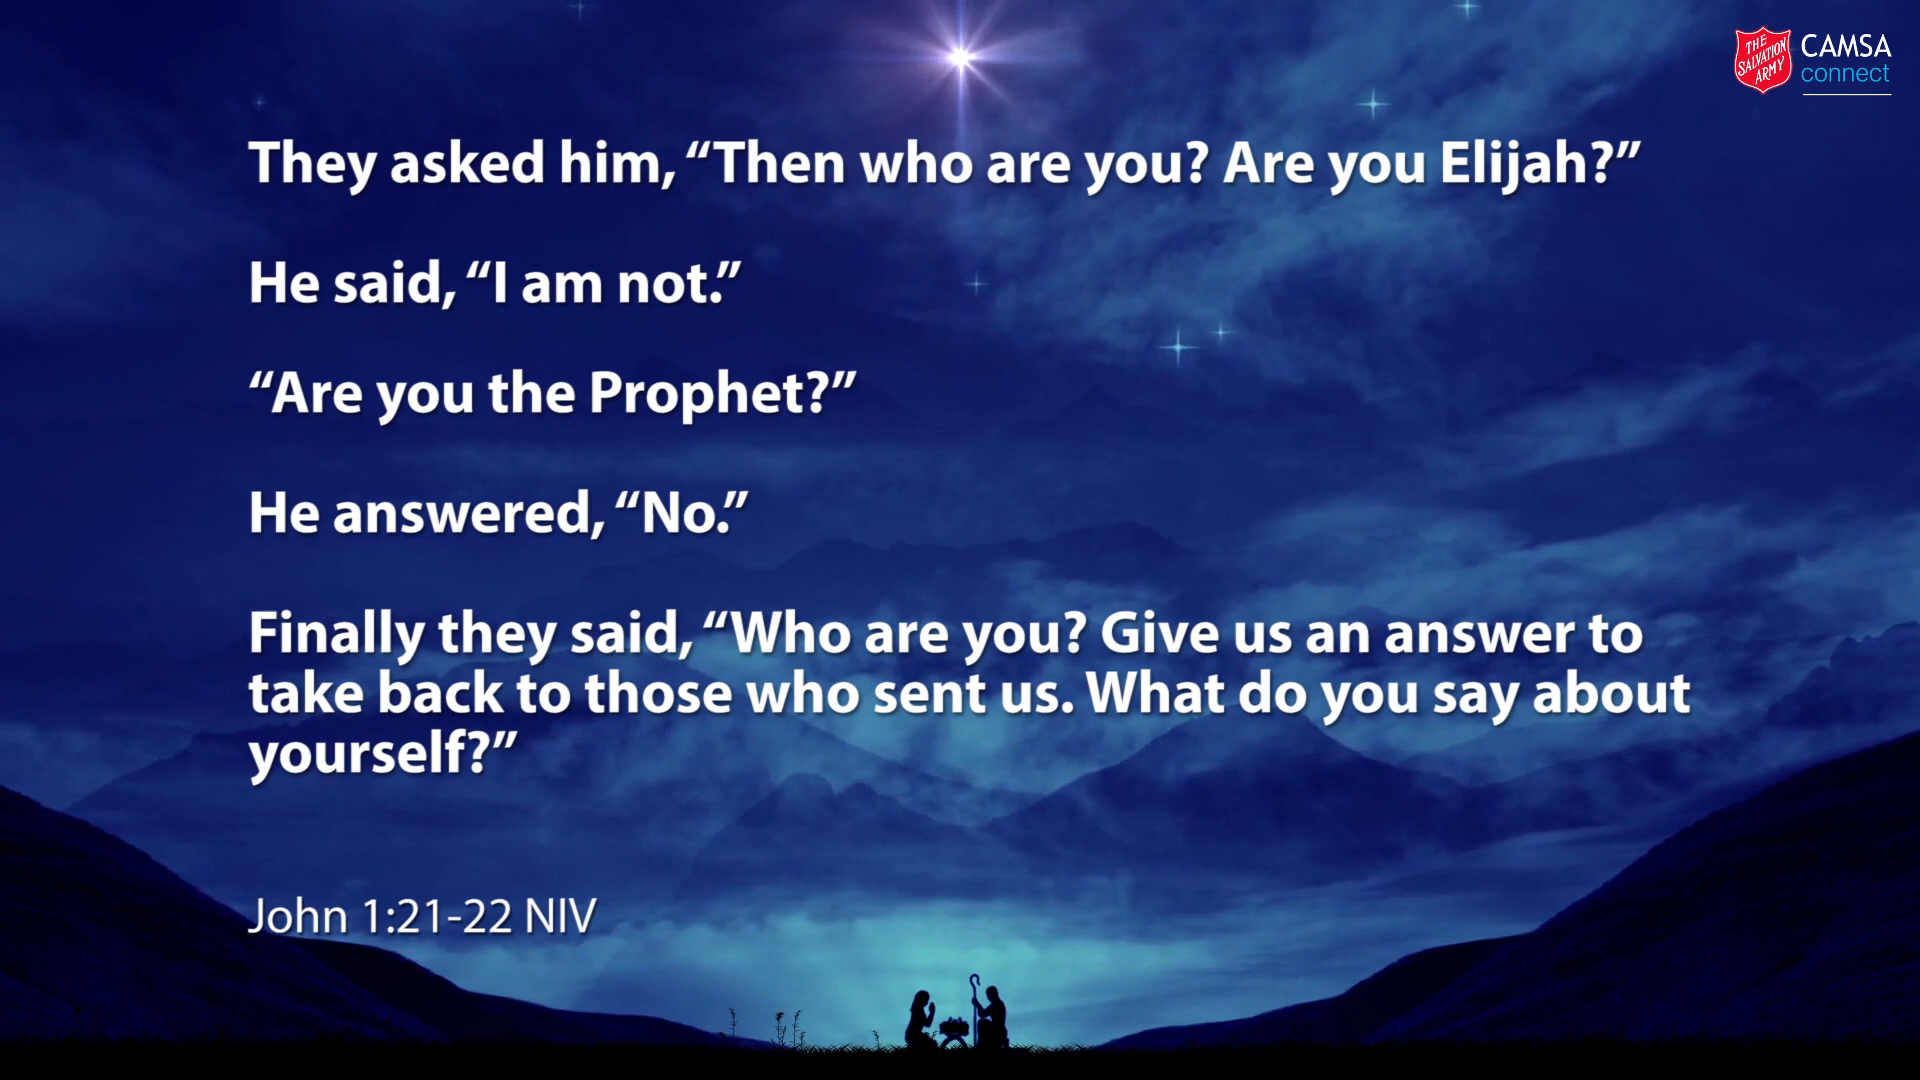 THE
SALVATION
ARMY
CAMSA
connect
They asked him, “Then who are you? Are you Elijah?”
He said, “I am not.”
“Are you the Prophet?”
He answered, “No.”
Finally they said, “Who are you? Give us an answer to
take back to those who sent us. What do you say about
yourself?”
John 1:21-22 NIV